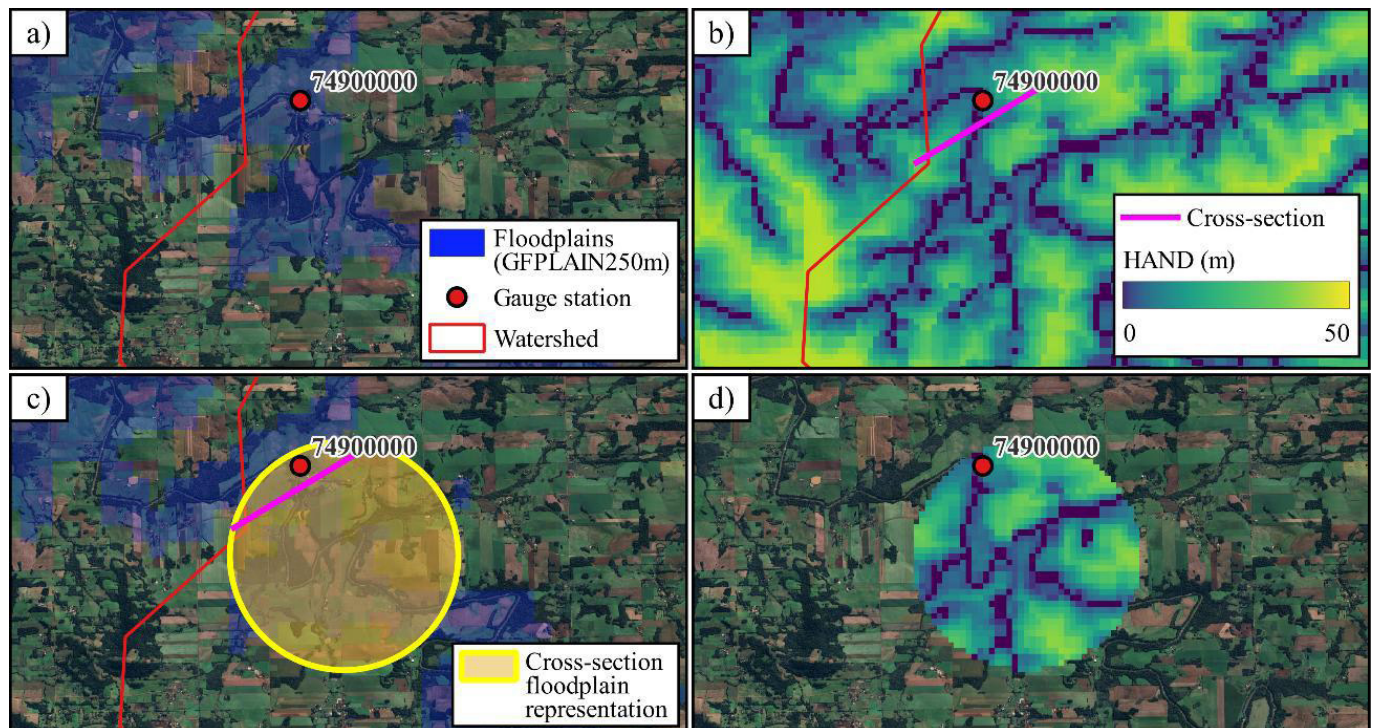 a)
74900000
Floodplains
(GFPLAIN250m)
Gauge station
Watershed
b)
74900000
Cross-section
HAND (m)
0 50
c)
74900000
Cross-section
floodplain
representation
d)
74900000